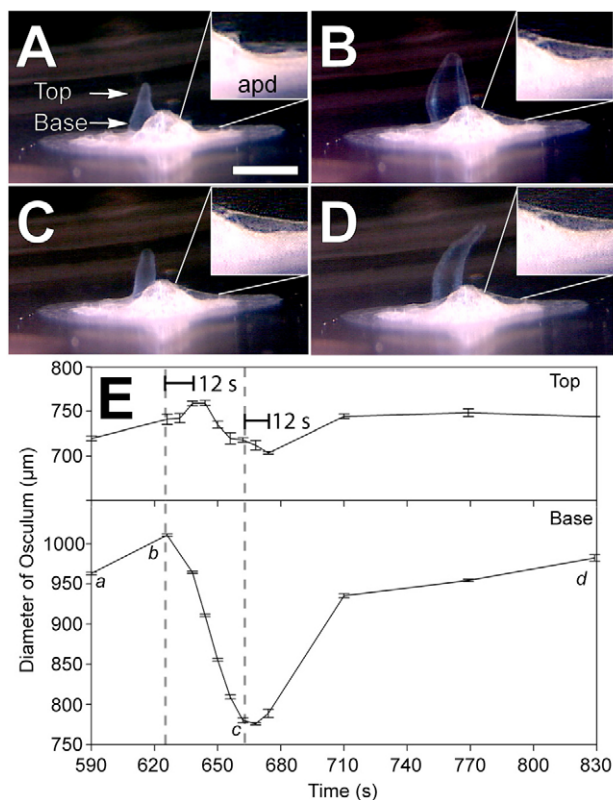 A
Top
Base
apd
B
C
D
E
800
750
700
12 s
12 s
Top
Diameter of Osculum (µm)
1000
950
900
850
800
750
Base
a
b
c
d
590 620 650 680 710 740 770 800 830
Time (s)